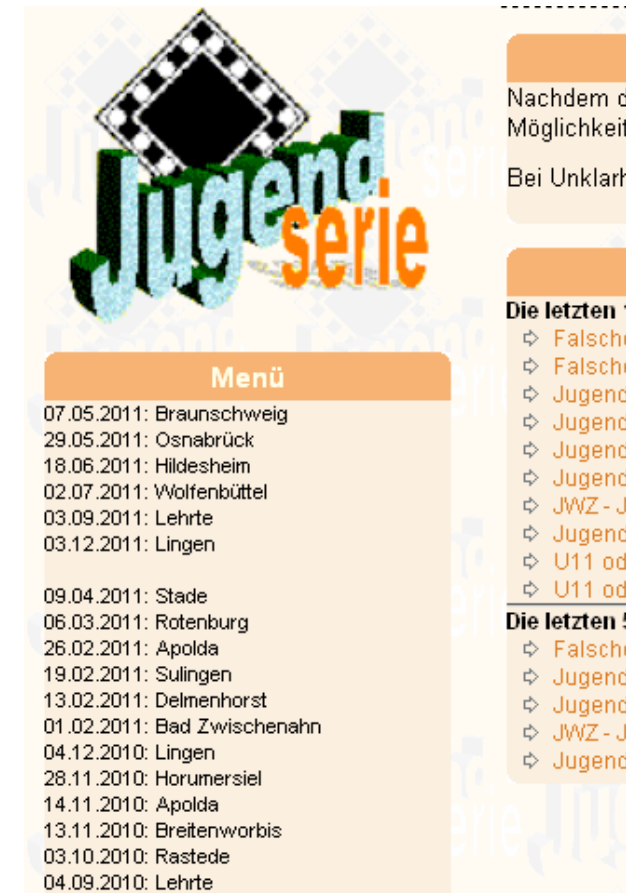 Jugend
serie
Menü
07.05.2011: Braunschweig
29.05.2011: Osnabrück
18.06.2011: Hildesheim
02.07.2011: Wolfenbüttel
03.09.2011: Lehrte
03.12.2011: Lingen
09.04.2011: Stade
06.03.2011: Rotenburg
26.02.2011: Apolda
19.02.2011: Sulingen
13.02.2011: Delmenhorst
01.02.2011: Bad Zwischenahn
04.12.2010: Lingen
28.11.2010: Horumersiel
14.11.2010: Apolda
13.11.2010: Breitenworbis
03.10.2010: Rastede
04.09.2010: Lehrte
Nachdem
Möglichkeit
Bei
Die letzten
Falsche
Falsche
Jugend
Jugend
Jugend
Jugend
JWZ - J
Jugend
U11 od
U11 od
Die letzten 5
Falsche
Jugend
Jugend
JWZ - J
Jugend